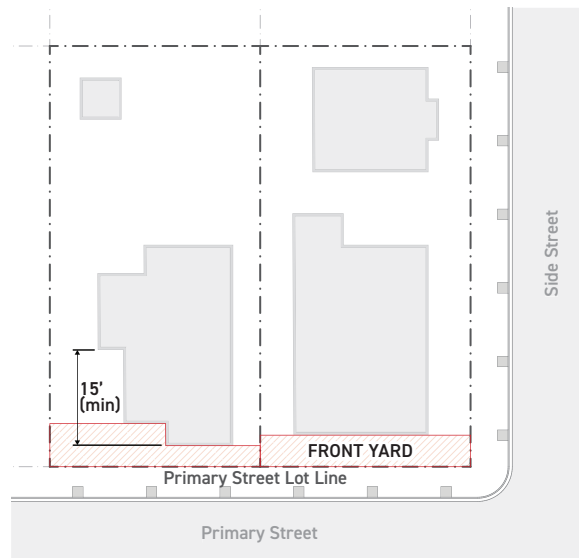 Side Street
15’
(min)
FRONT YARD
Primary Street Lot Line
Primary Street